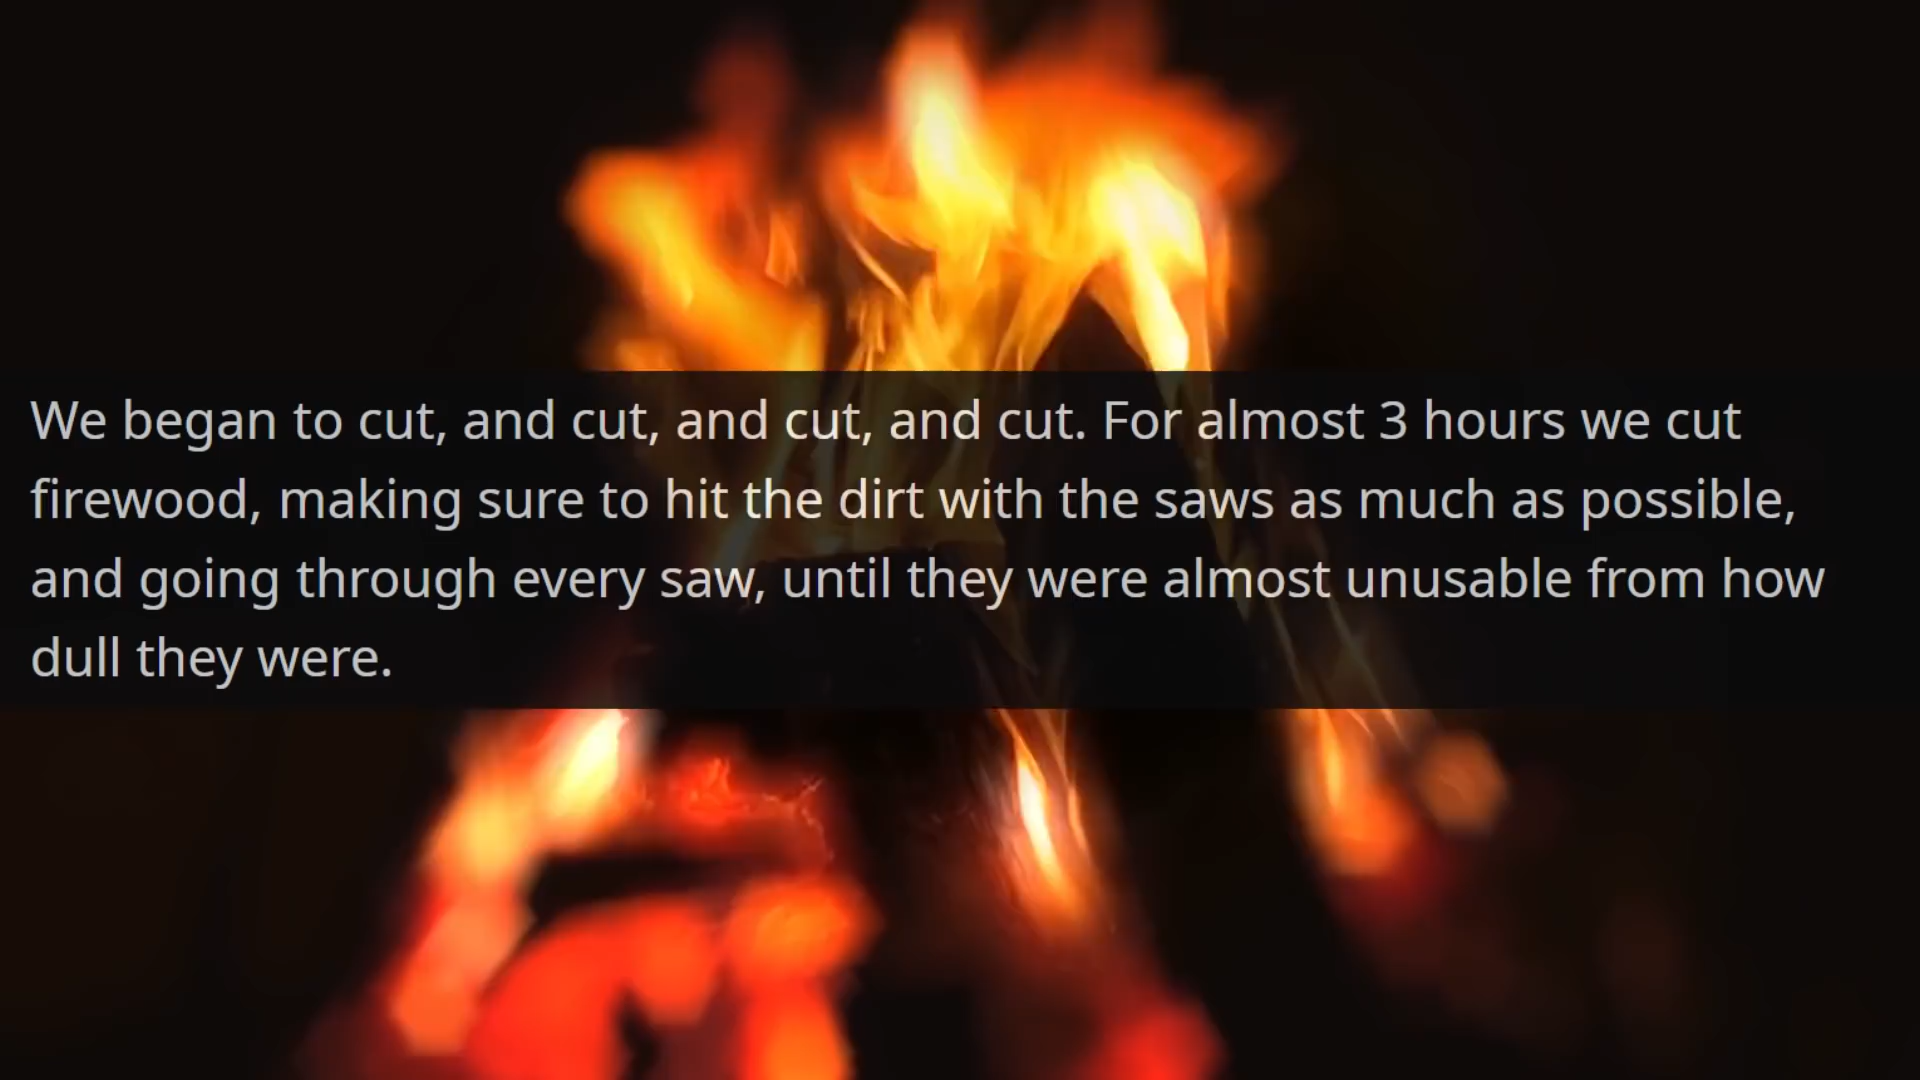 We began to cut, and cut, and cut, and cut. For almost 3 hours we cut
firewood, making sure to hit the dirt with the saws as much as possible,
and going through every saw, until they were almost unusable from how
dull they were.